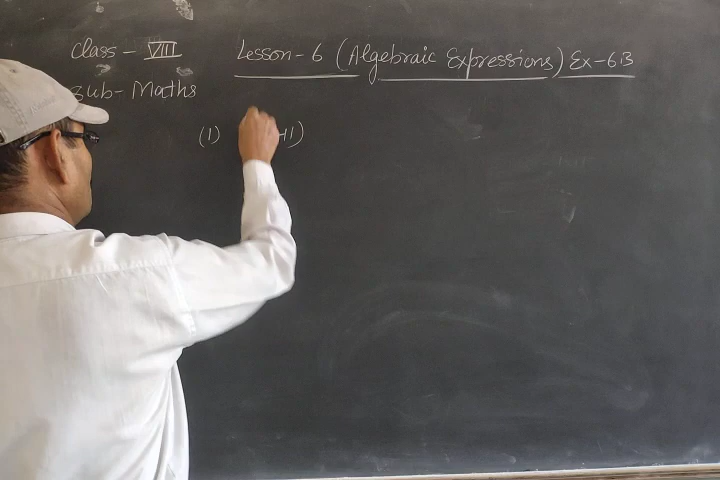 Class - VIII Lesson - 6 (Algebraic Expressions) Ex - 6B
Sub - Maths
(1)